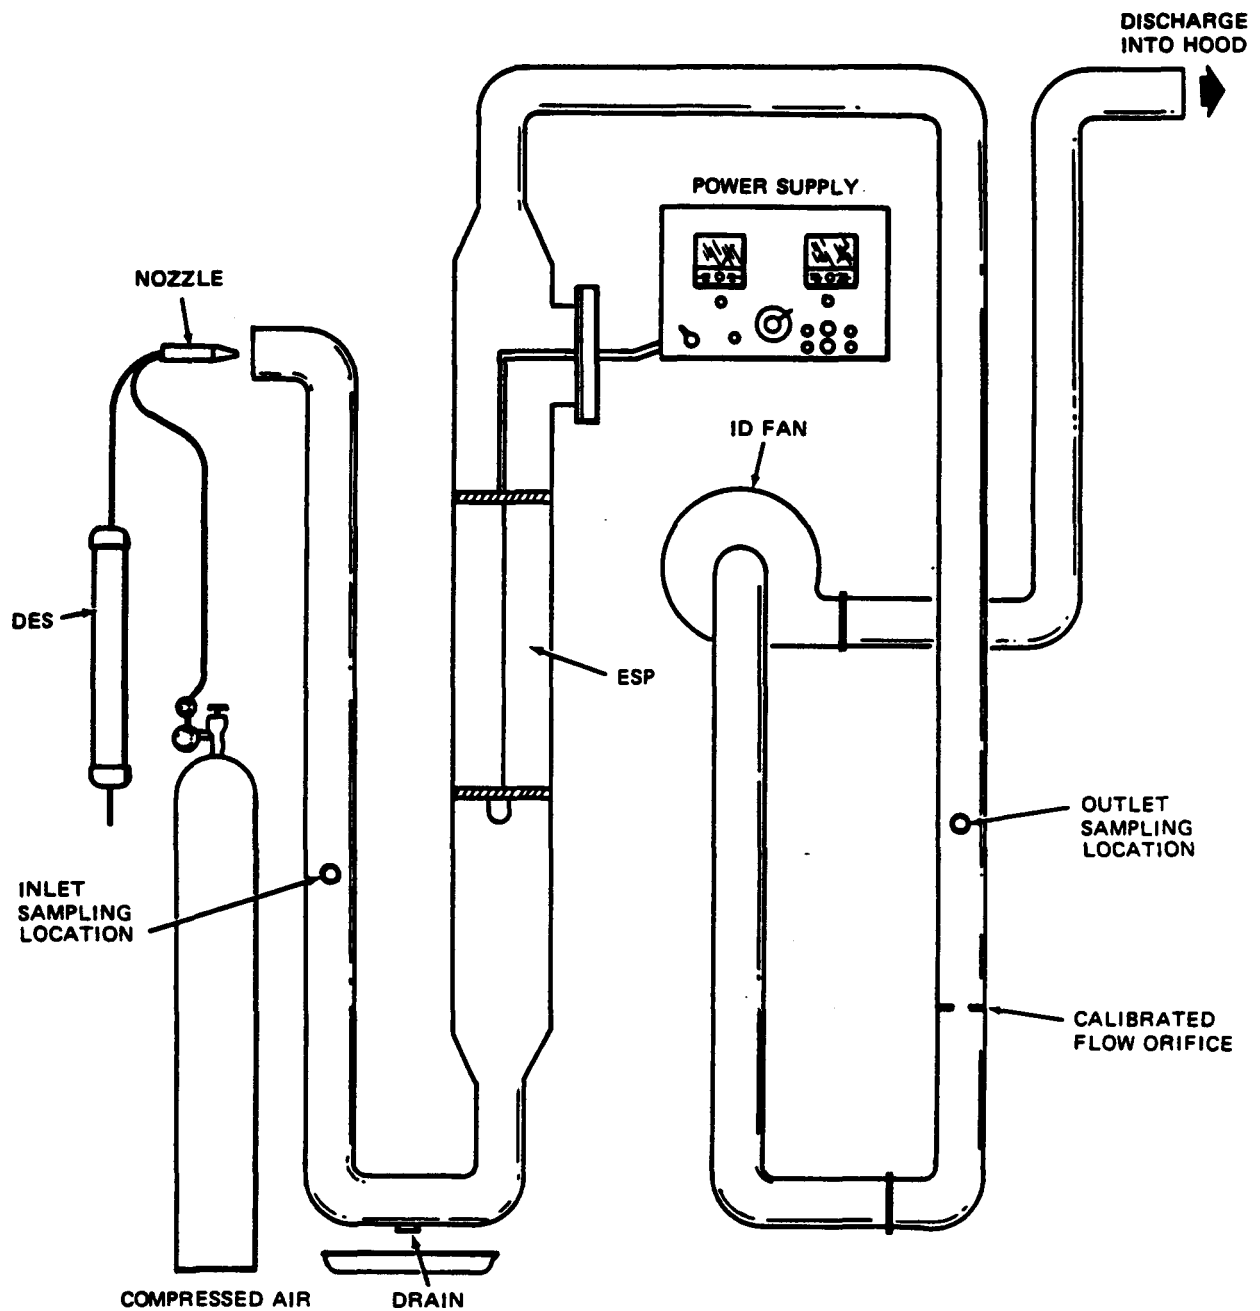 DISCHARGE
INTO HOOD
POWER SUPPLY
NOZZLE
ID FAN
DES
ESP
OUTLET
SAMPLING
LOCATION
INLET
SAMPLING
LOCATION
CALIBRATED
FLOW ORIFICE
COMPRESSED AIR
DRAIN